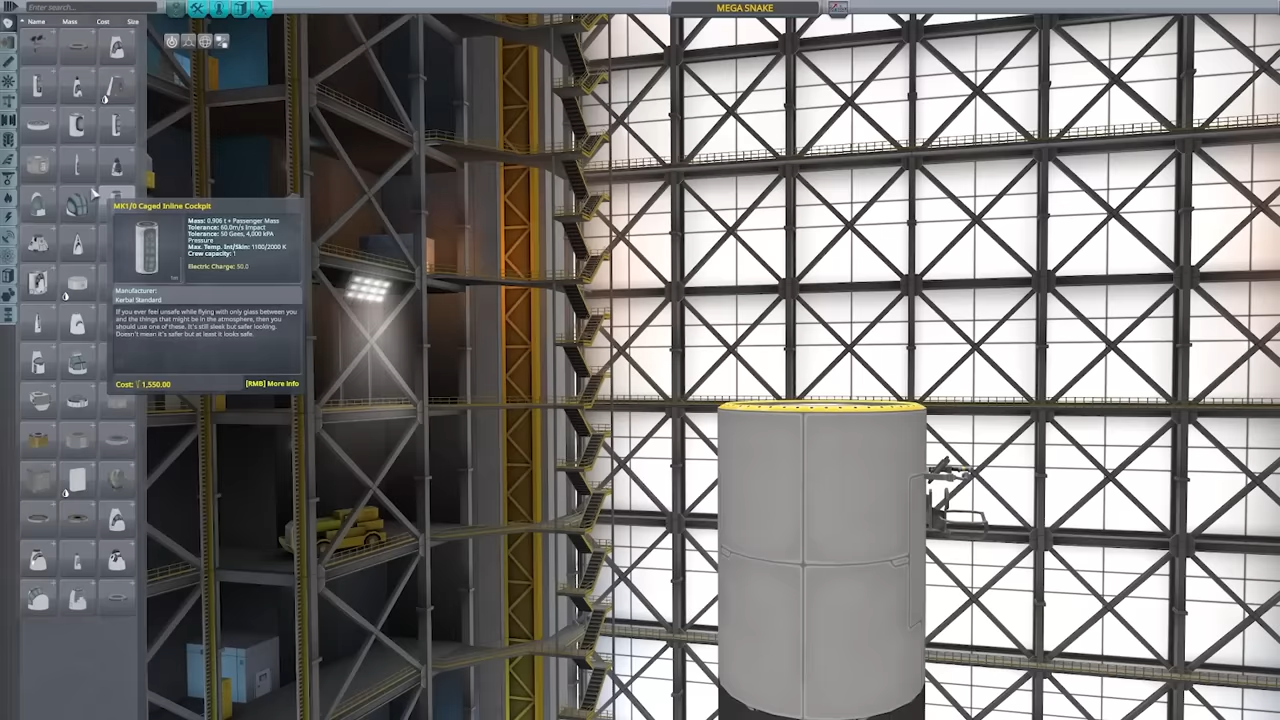 Enter search...
MEGA SNAKE
Name Mass Cost Size
MK1/0 Caged Inline Cockpit
Mass: 0.906 t + Passenger Mass
Tolerance: 60.0m/s Impact
Tolerance: 50 Gees, 4,000 kPa
Pressure
Max. Temp. Int/Skin: 1100/2000 K
Crew capacity: 1
Electric Charge: 50.0
Manufacturer:
Kerbal Standard
If you ever feel unsafe while flying with only glass between you
and the things that might be in the atmosphere, then you
should use one of these. It's still sleek but safer looking.
Doesn't mean it's safer but at least it looks safe.
Cost: 1,550.00
[RMB] More Info